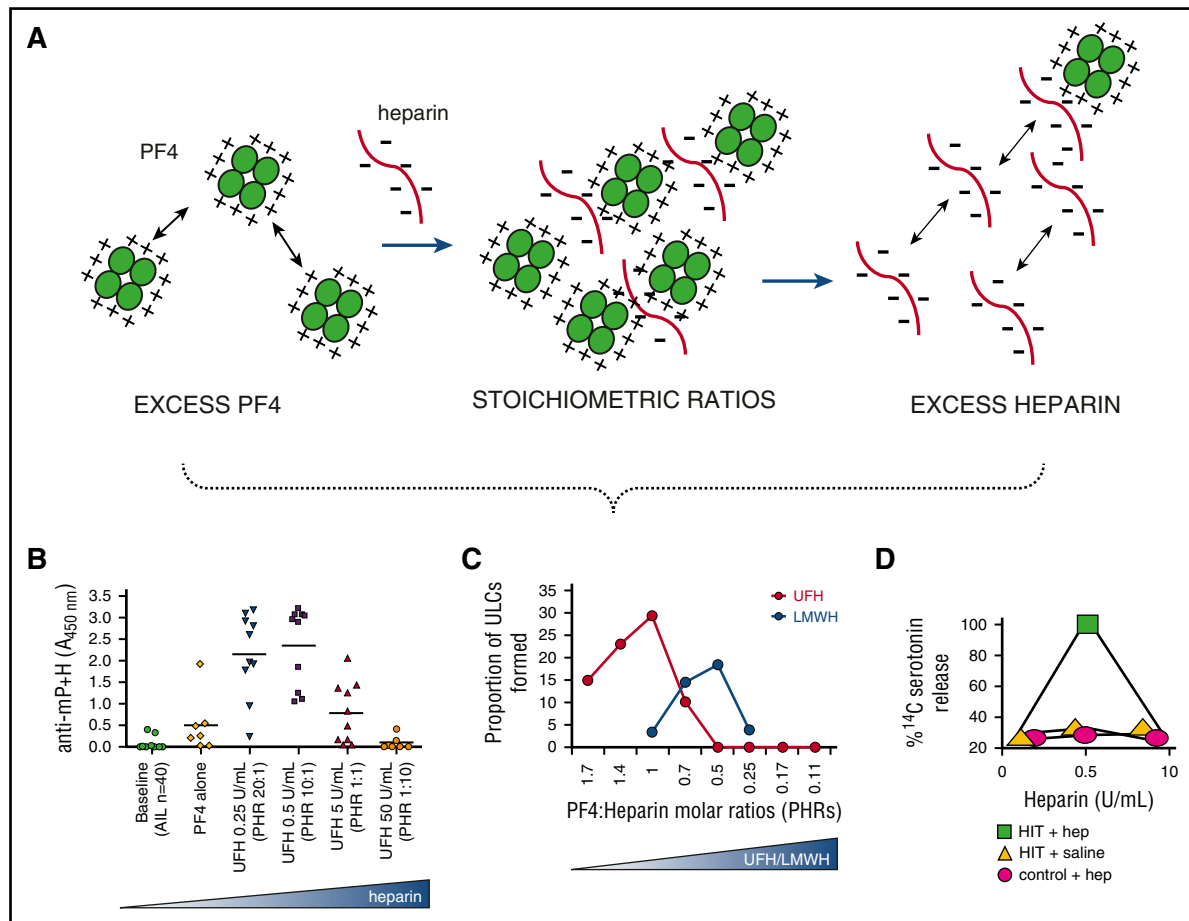 A
PF4
heparin
EXCESS PF4
STOICHIOMETRIC RATIOS
EXCESS HEPARIN
B
anti-mP+H (A450 nm)
3.5
3.0
2.5
2.0
1.5
1.0
0.5
0.0
Baseline
(AIL n=40)
PF4 alone
UFH 0.25 U/mL
(PHR 20:1)
UFH 0.5 U/mL
(PHR 10:1)
UFH 5 U/mL
(PHR 1:1)
UFH 50 U/mL
(PHR 1:10)
heparin
C
Proportion of ULCs
formed
35
30
25
20
15
10
5
0
UFH
LMWH
1.7
1.4
1
0.7
0.5
0.25
0.17
0.11
PF4:Heparin molar ratios (PHRs)
UFH/LMWH
D
%14C serotonin
release
100
80
60
40
20
0
0.5
10
Heparin (U/mL)
HIT + hep
HIT + saline
control + hep